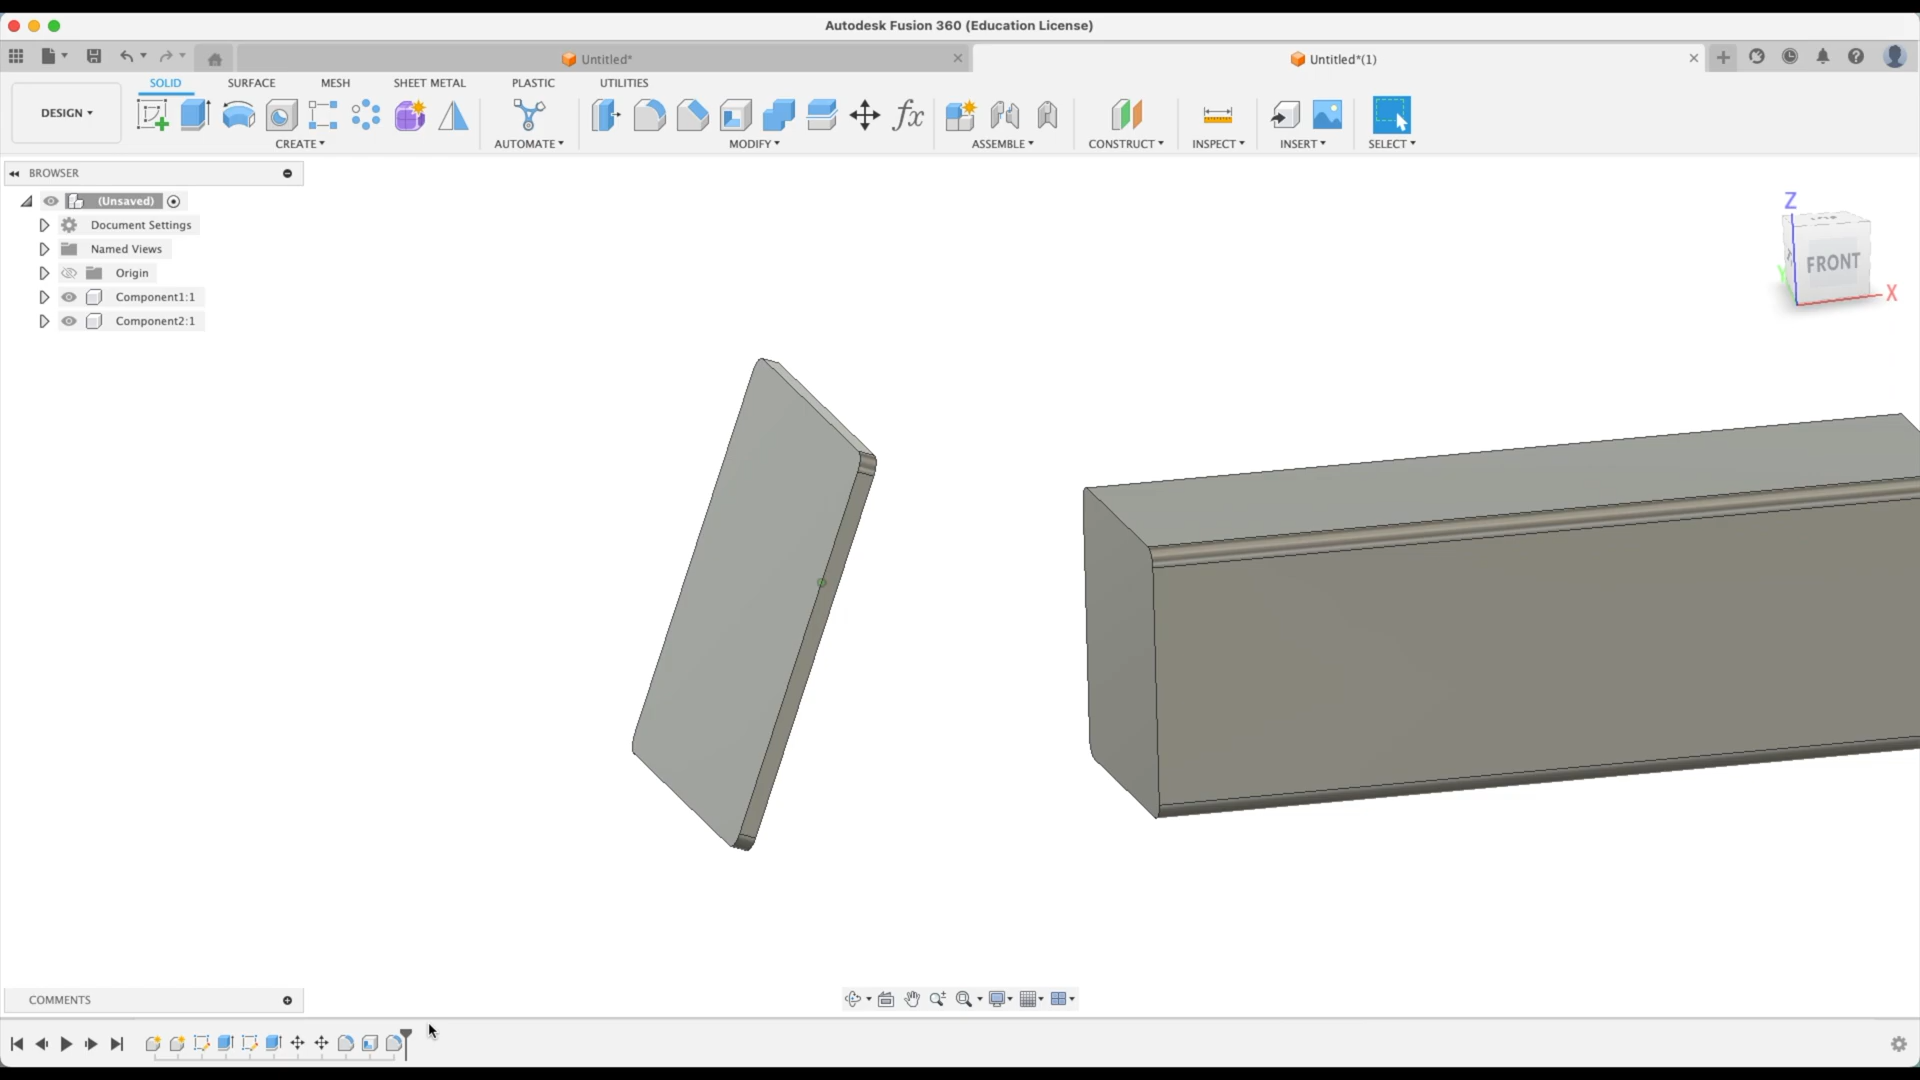 Autodesk Fusion 360 (Education License)
Untitled*
Untitled*(1)
SOLID SURFACE MESH SHEET METAL PLASTIC UTILITIES
DESIGN
fx
CREATE AUTOMATE MODIFY ASSEMBLE CONSTRUCT INSPECT INSERT SELECT
BROWSER
(Unsaved)
Document Settings
Named Views
Origin
Component1:1
Component2:1
Z
FRONT
Y
X
COMMENTS